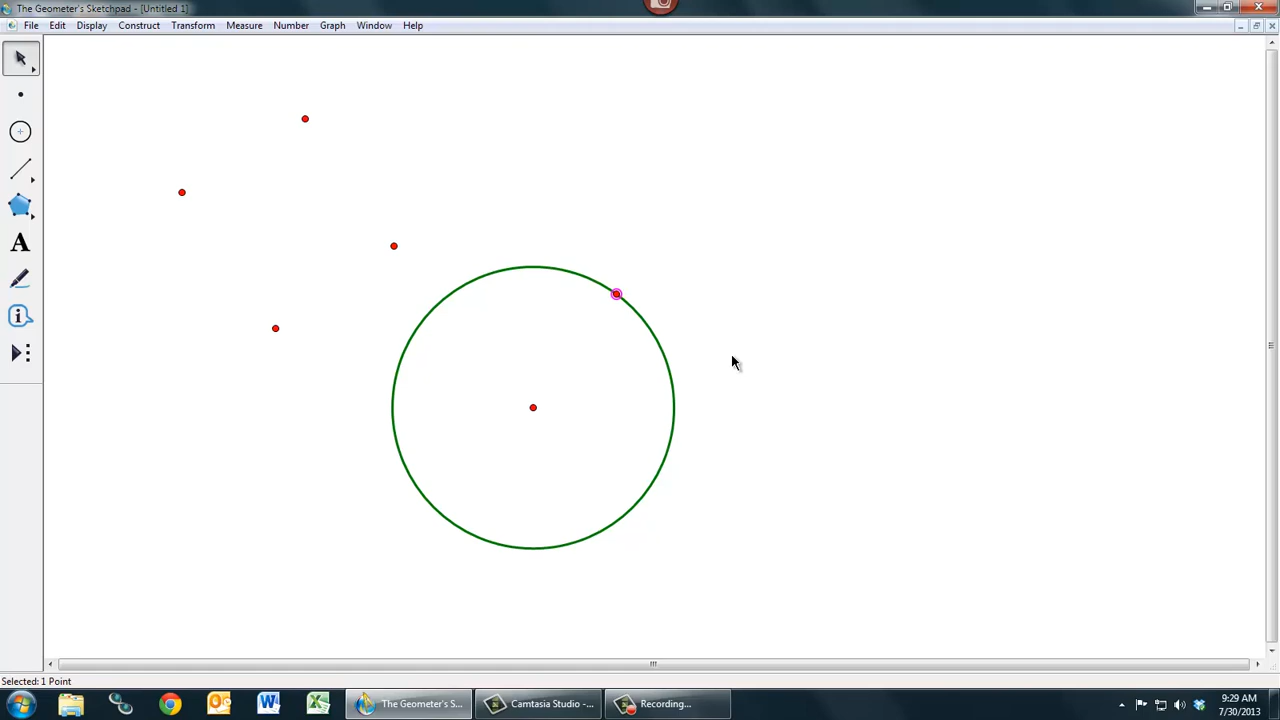 The Geometer's Sketchpad - [Untitled 1]
File Edit Display Construct Transform Measure Number Graph Window Help
A
Selected: 1 Point
The Geometer's S...
Camtasia Studio -...
Recording...
9:29 AM
7/30/2013